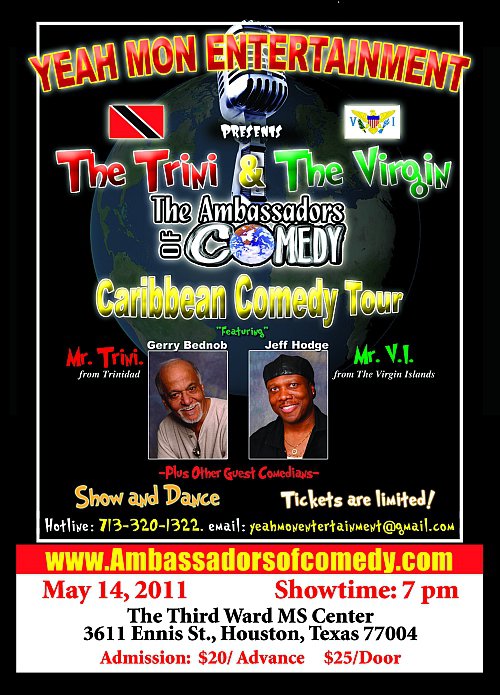 YEAH MON ENTERTAINMENT
V I
PRESENTS
The Trini & The Virgin
The Ambassadors
OF COMEDY
Caribbean Comedy Tour
"Featuring"
Gerry Bednob Jeff Hodge
Mr. Trini. Mr. V.I.
from Trinidad from The Virgin Islands
-Plus Other Guest Comedians-
Show and Dance Tickets are limited!
Hotline: 713-320-1322. email: yeahmonentertainment@gmail.com
www.Ambassadorsofcomedy.com
May 14, 2011 Showtime: 7 pm
The Third Ward MS Center
3611 Ennis St., Houston, Texas 77004
Admission: $20/ Advance $25/Door